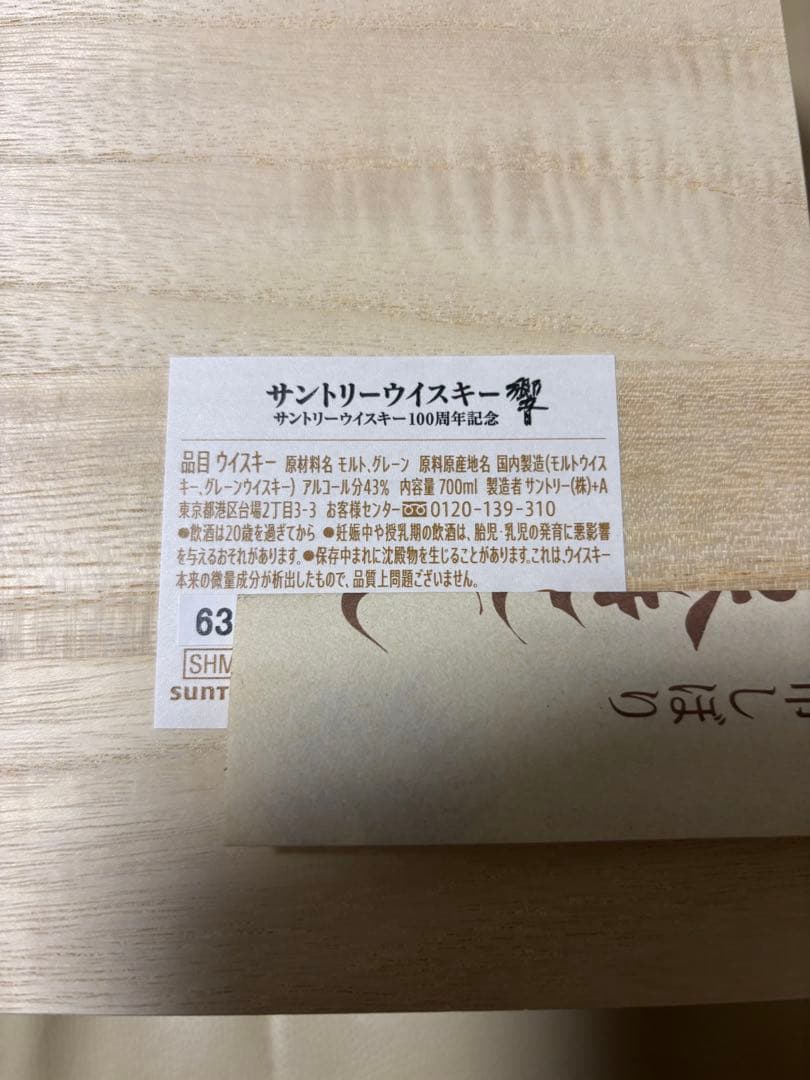 サントリーウイスキー 響
サントリーウイスキー100周年記念
品目 ウイスキー 原材料名 モルト、グレーン 原料原産地名 国内製造(モルトウイス
キー、グレーンウイスキー) アルコール分43% 内容量 700ml 製造者 サントリー(株)+A
東京都港区台場2丁目3-3 お客様センター 0120-139-310
●飲酒は20歳を過ぎてから ●妊娠中や授乳期の飲酒は、胎児・乳児の発育に悪影響
を与えるおそれがあります。●保存中まれに沈殿物を生じることがあります。これは、ウイスキー
本来の微量成分が析出したもので、品質上問題ございません。
63
SHM
SUNT
しぼり